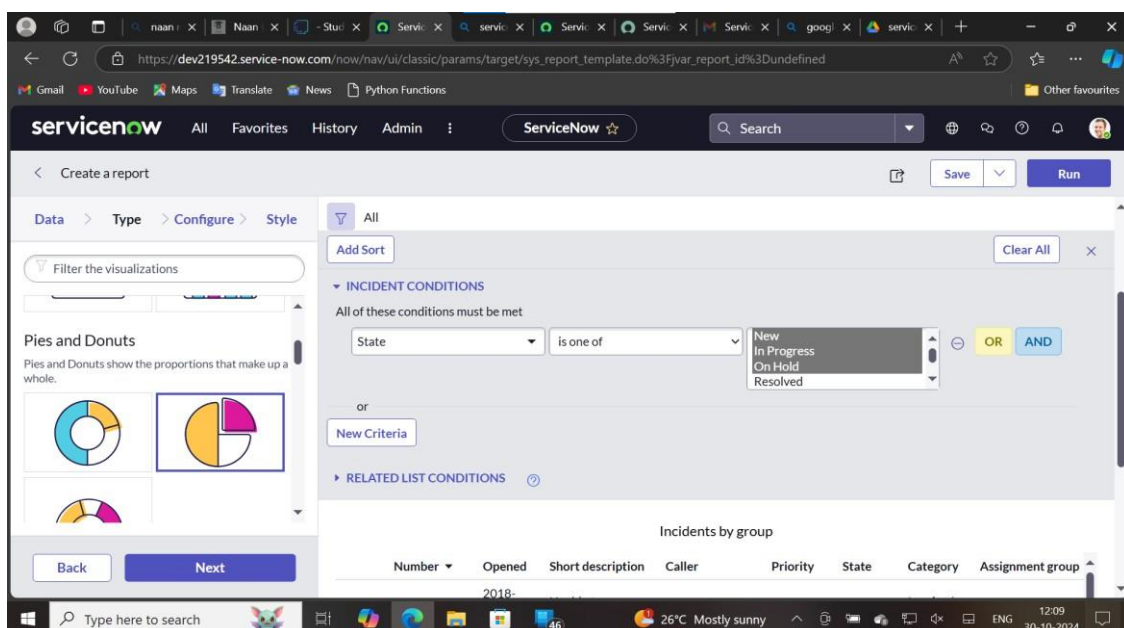 naan
Naan
- Stud
Servic
servic
Servic
Servic
Servic
googl
servic
https://dev219542.service-now.com/now/nav/ui/classic/params/target/sys_report_template.do%3Fjvar_report_id%3Dundefined
Gmail YouTube Maps Translate News Python Functions Other favourites
servicenow All Favorites History Admin ServiceNow Search
Create a report Save Run
Data Type Configure Style All
Add Sort Clear All
Filter the visualizations
INCIDENT CONDITIONS
All of these conditions must be met
State is one of New OR AND
In Progress
On Hold
Resolved
Pies and Donuts
Pies and Donuts show the proportions that make up a
whole.
or
New Criteria
RELATED LIST CONDITIONS
Incidents by group
Back Next
Number Opened Short description Caller Priority State Category Assignment group
2018-
Type here to search 46 26°C Mostly sunny ENG 12:09
30-10-2024